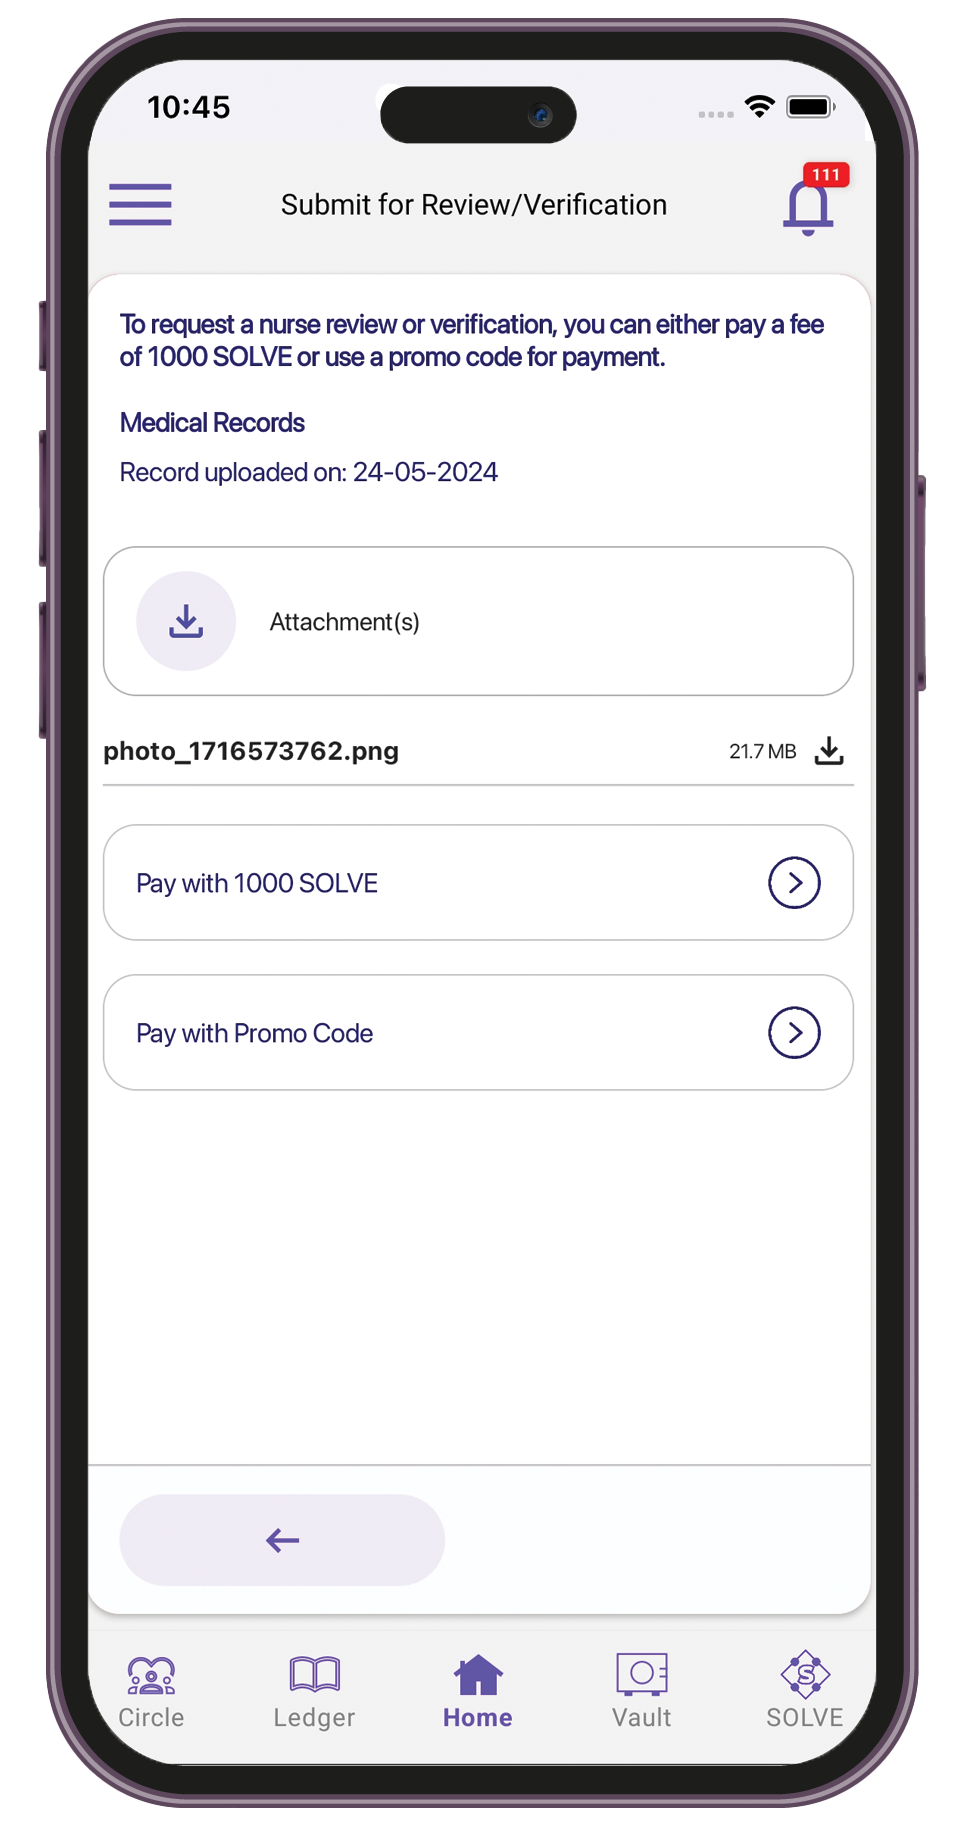 10:45
111
Submit for Review/Verification
To request a nurse review or verification, you can either pay a fee
of 1000 SOLVE or use a promo code for payment.
Medical Records
Record uploaded on: 24-05-2024
Attachment(s)
photo_1716573762.png
21.7 MB
Pay with 1000 SOLVE
Pay with Promo Code
S
Circle
Ledger
Home
Vault
SOLVE